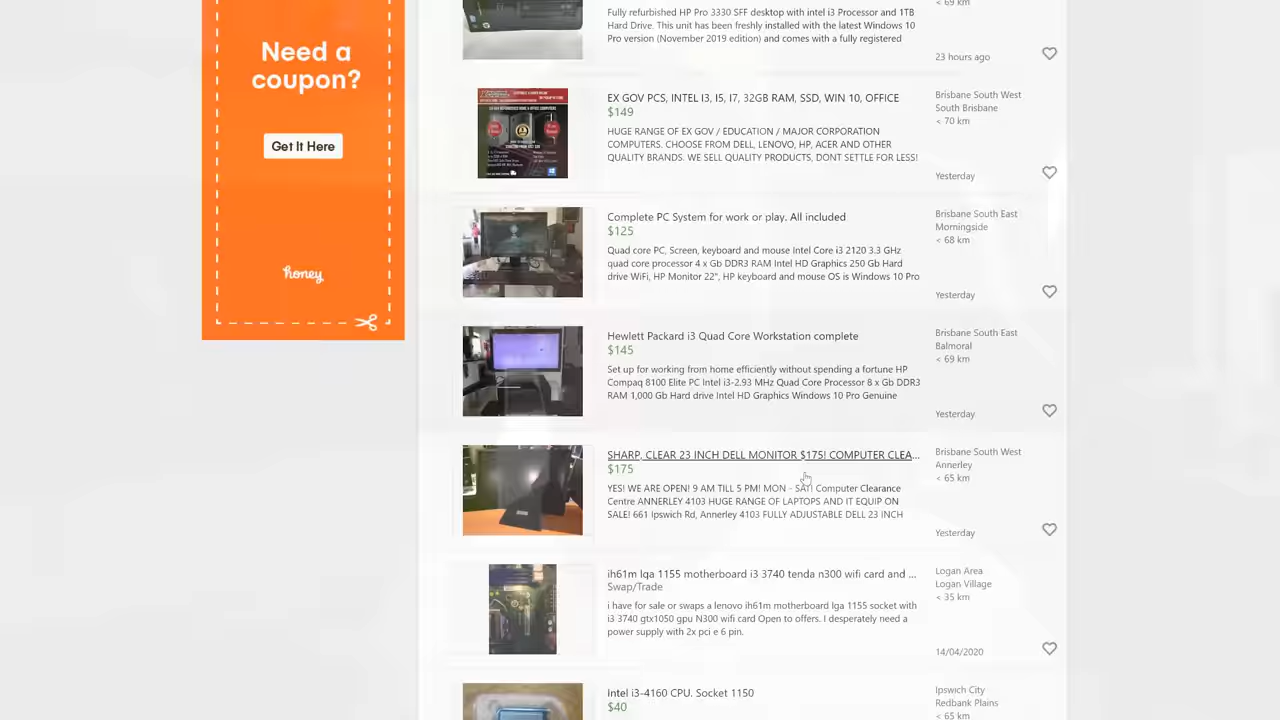 Need a
coupon?
Get It Here
honey
< 69 km
Fully refurbished HP Pro 3330 SFF desktop with intel i3 Processor and 1TB
Hard Drive. This unit has been freshly installed with the latest Windows 10
Pro version (November 2019 edition) and comes with a fully registered
23 hours ago
EX GOV PCS, INTEL I3, I5, I7, 4-32G RAM, SSD, WIN 10, OFFICE
$149
HUGE RANGE OF EX GOV / EDUCATION / MAJOR CORPORATION
COMPUTERS. CHOOSE FROM DELL, LENOVO, HP, ACER AND OTHER
QUALITY BRANDS. WE SELL QUALITY PRODUCTS, DONT SETTLE FOR LESS!
Brisbane South West
South Brisbane
< 70 km
Yesterday
Complete PC System for work or play. All included
$125
Quad core PC, Screen, keyboard and mouse Intel Core i3 2120 3.3 GHz
quad core processor 4 x Gb DDR3 RAM Intel HD Graphics 250 Gb Hard
drive WiFi, HP Monitor 22", HP keyboard and mouse OS is Windows 10 Pro
Brisbane South East
Morningside
< 68 km
Yesterday
Hewlett Packard i3 Quad Core Workstation complete
$145
Set up for working from home efficiently without spending a fortune HP
Compaq 8100 Elite PC Intel i3-2.93 MHz Quad Core Processor 8 x Gb DDR3
RAM 1,000 Gb Hard drive Intel HD Graphics Windows 10 Pro Genuine
Brisbane South East
Balmoral
< 69 km
Yesterday
SHARP, CLEAR 23 INCH DELL MONITOR $175! COMPUTER CLEA...
$175
YES! WE ARE OPEN! 9 AM TILL 5 PM! MON - SAT! Computer Clearance
Centre ANNERLEY 4103 HUGE RANGE OF LAPTOPS AND IT EQUIP ON
SALE! 661 Ipswich Rd, Annerley 4103 FULLY ADJUSTABLE DELL 23 INCH
Brisbane South West
Annerley
< 65 km
Yesterday
ih61m lga 1155 motherboard i3 3740 tenda n300 wifi card and ...
Swap/Trade
i have for sale or swaps a lenovo ih61m motherboard lga 1155 socket with
i3 3740 gtx1050 gpu N300 wifi card Open to offers. I desperately need a
power supply with 2x pci e 6 pin.
Logan Area
Logan Village
< 35 km
14/04/2020
Intel i3-4160 CPU. Socket 1150
$40
Ipswich City
Redbank Plains
< 65 km